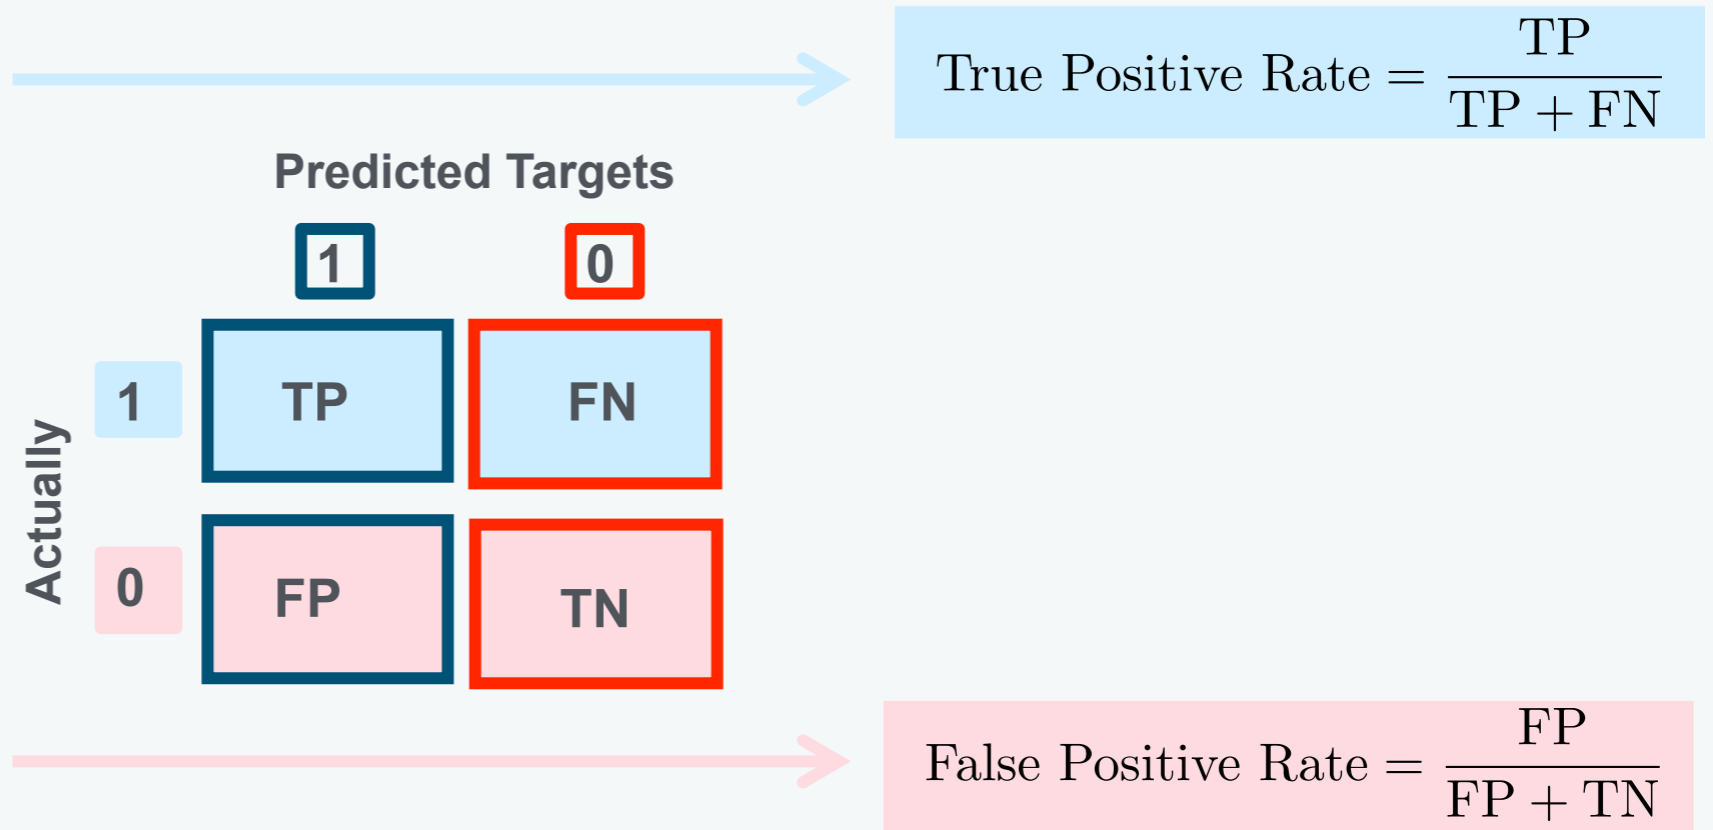 True Positive Rate = TP / TP + FN
Predicted Targets
1 0
1 TP FN
Actually
0 FP TN
False Positive Rate = FP / FP + TN